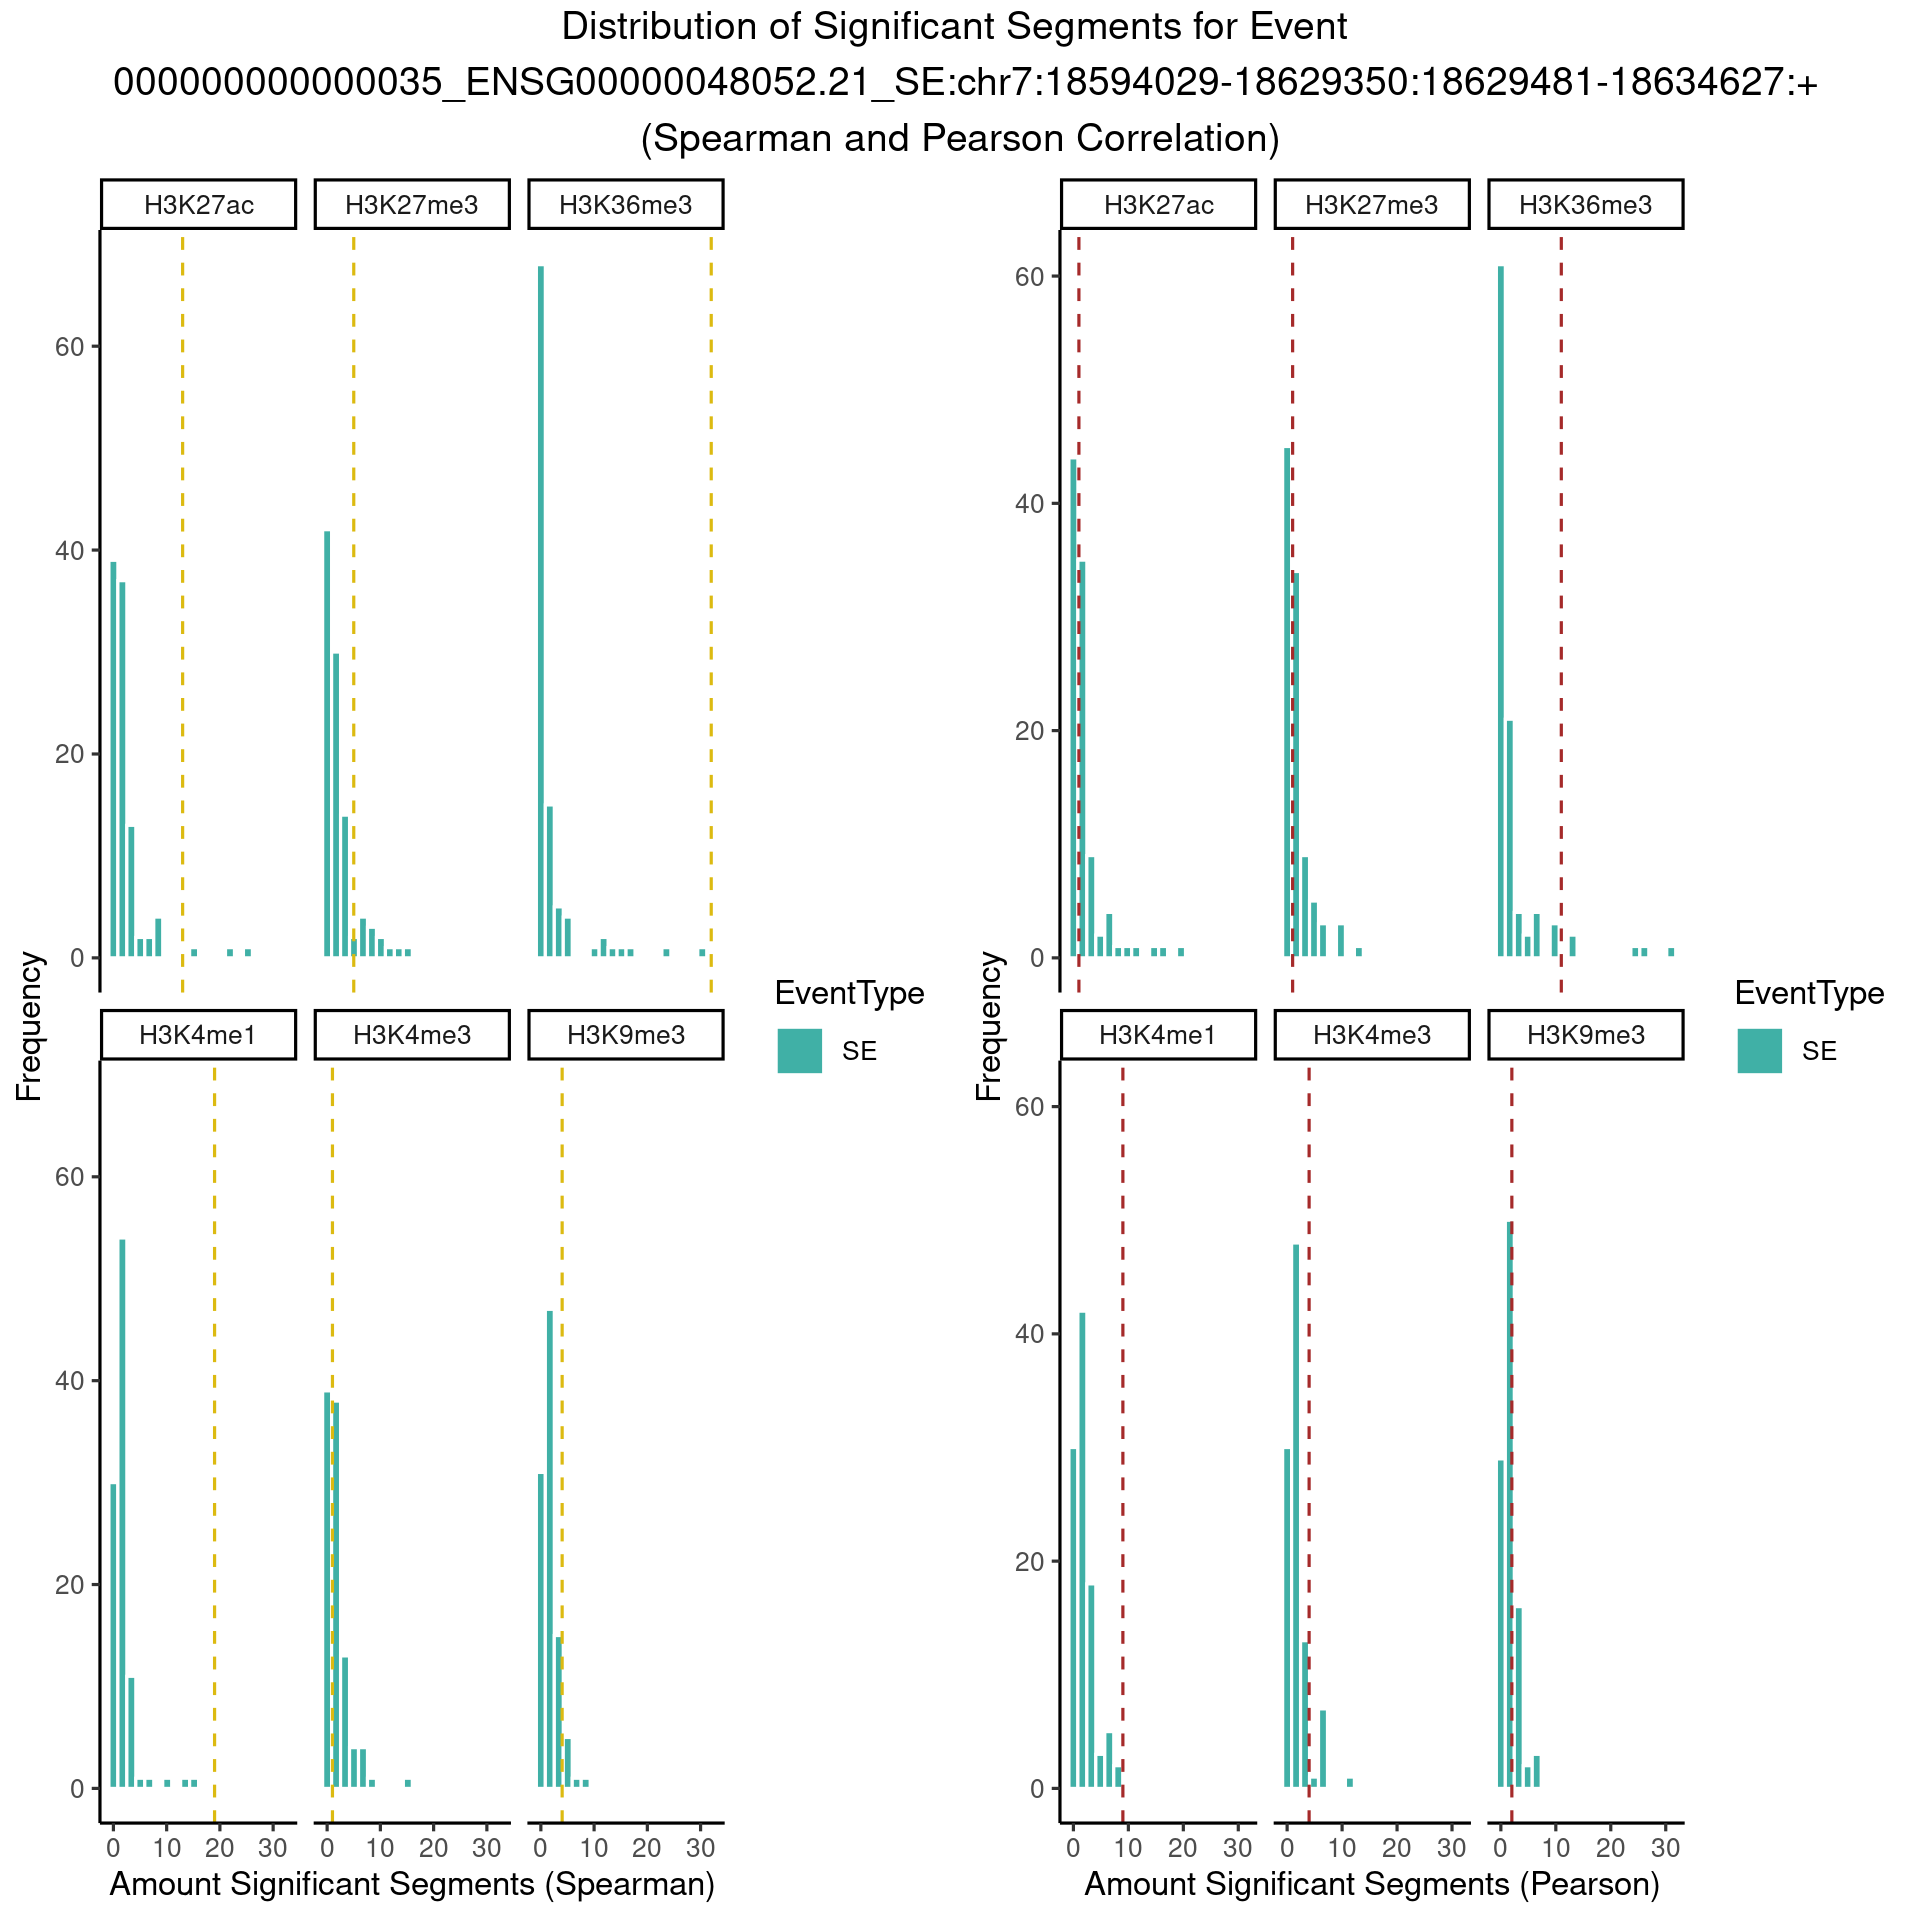 Distribution of Significant Segments for Event
000000000000035_ENSG00000048052.21_SE:chr7:18594029-18629350:18629481-18634627:+
(Spearman and Pearson Correlation)
H3K27ac H3K27me3 H3K36me3
60
40
20
0
H3K4me1 H3K4me3 H3K9me3
60
40
20
0
0 10 20 30 0 10 20 30 0 10 20 30
Frequency
Amount Significant Segments (Spearman)
EventType
SE
H3K27ac H3K27me3 H3K36me3
60
40
20
0
H3K4me1 H3K4me3 H3K9me3
60
40
20
0
0 10 20 30 0 10 20 30 0 10 20 30
Frequency
Amount Significant Segments (Pearson)
EventType
SE